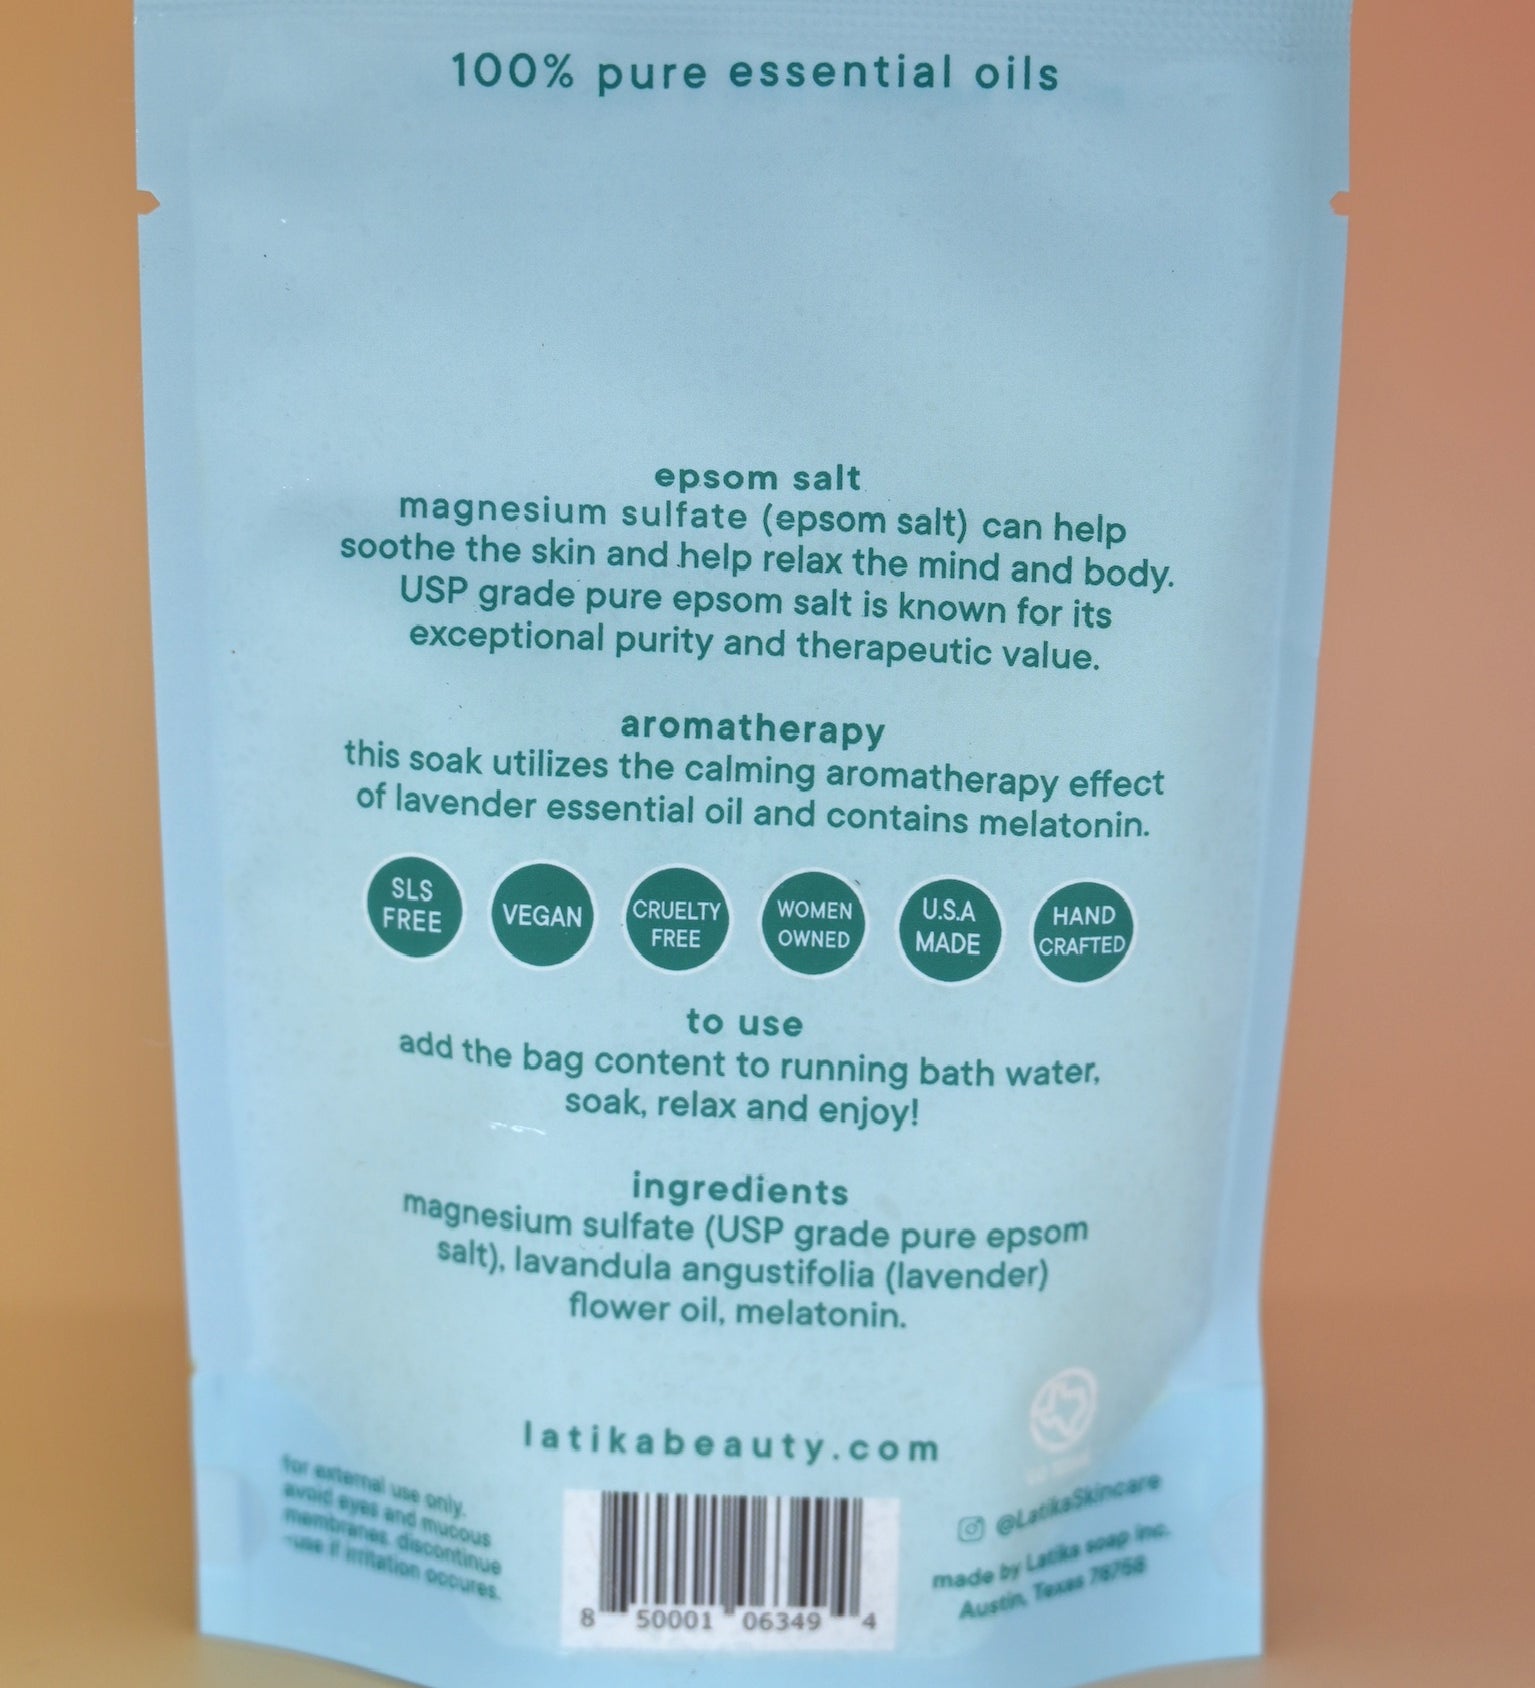 100% pure essential oils
epsom salt
magnesium sulfate (epsom salt) can help
soothe the skin and help relax the mind and body.
USP grade pure epsom salt is known for its
exceptional purity and therapeutic value.
aromatherapy
this soak utilizes the calming aromatherapy effect
of lavender essential oil and contains melatonin.
SLS
FREE
VEGAN
CRUELTY
FREE
WOMEN
OWNED
U.S.A
MADE
HAND
CRAFTED
to use
add the bag content to running bath water,
soak, relax and enjoy!
ingredients
magnesium sulfate (USP grade pure epsom
salt), lavandula angustifolia (lavender)
flower oil, melatonin.
latikabeauty.com
for external use only.
avoid eyes and mucous
membranes. discontinue
use if irritation occures.
8 50001 06349 4
@LatikaSkincare
made by Latika soap inc.
Austin, Texas 78758